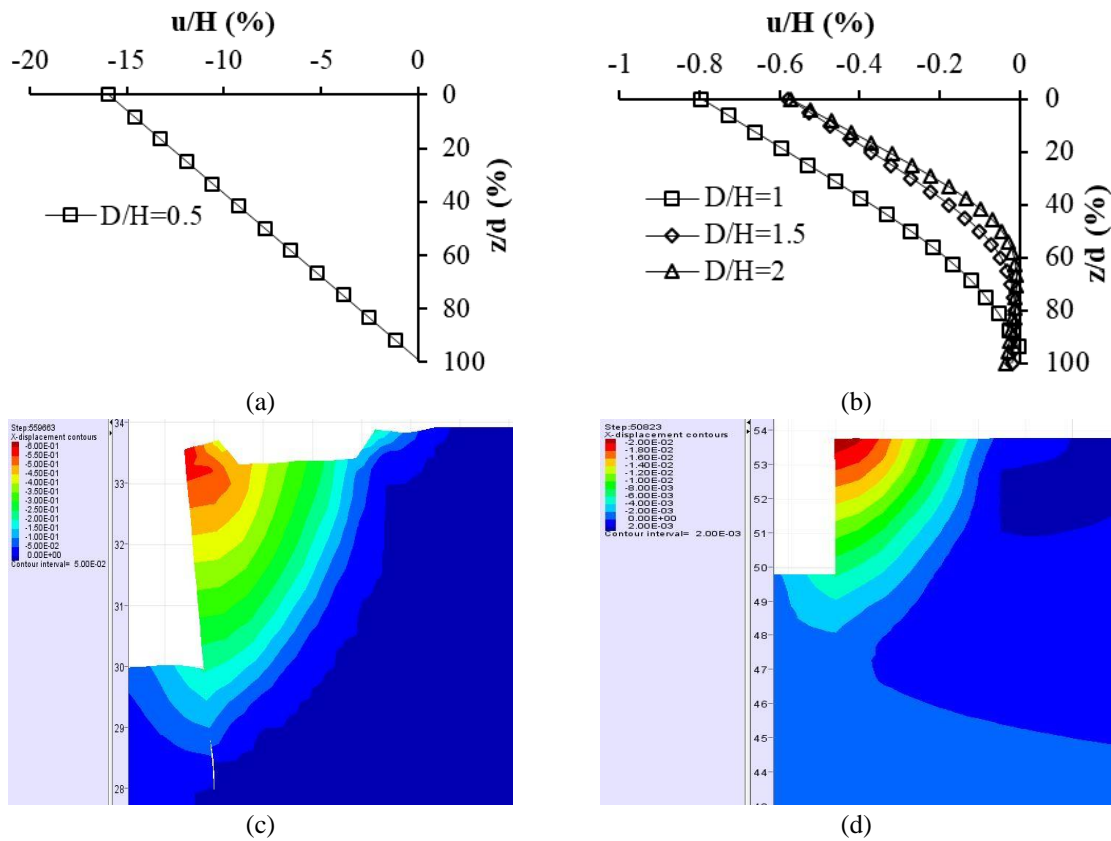 u/H (%)
-20 -15 -10 -5 0
0
20
40
60
80
100
z/d (%)
D/H=0.5
(a)
u/H (%)
-1 -0.8 -0.6 -0.4 -0.2 0
0
20
40
60
80
100
z/d (%)
D/H=1
D/H=1.5
D/H=2
(b)
Step:559663
X-displacement contours
-6.00E-01
-5.50E-01
-5.00E-01
-4.50E-01
-4.00E-01
-3.50E-01
-3.00E-01
-2.50E-01
-2.00E-01
-1.50E-01
-1.00E-01
-5.00E-02
0.00E+00
Contour interval= 5.00E-02
34
33
32
31
30
29
28
(c)
Step:50823
X-displacement contours
-2.00E-02
-1.80E-02
-1.60E-02
-1.40E-02
-1.20E-02
-1.00E-02
-8.00E-03
-6.00E-03
-4.00E-03
-2.00E-03
0.00E+00
2.00E-03
Contour interval= 2.00E-03
54
53
52
51
50
49
48
47
46
45
44
(d)